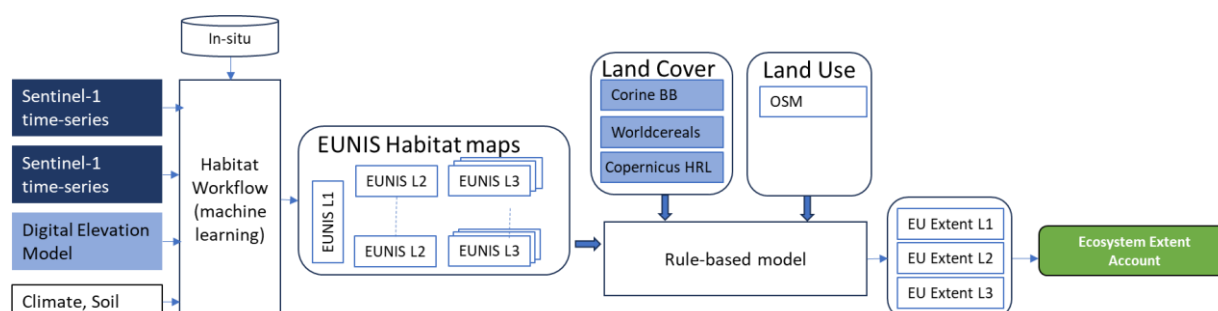 In-situ
Sentinel-1
time-series
Sentinel-1
time-series
Digital Elevation
Model
Climate, Soil
Habitat
Workflow
(machine
learning)
EUNIS Habitat maps
EUNIS L1
EUNIS L2
EUNIS L3
EUNIS L2
EUNIS L3
Land Cover
Corine BB
Worldcereals
Copernicus HRL
Land Use
OSM
Rule-based model
EU Extent L1
EU Extent L2
EU Extent L3
Ecosystem Extent
Account